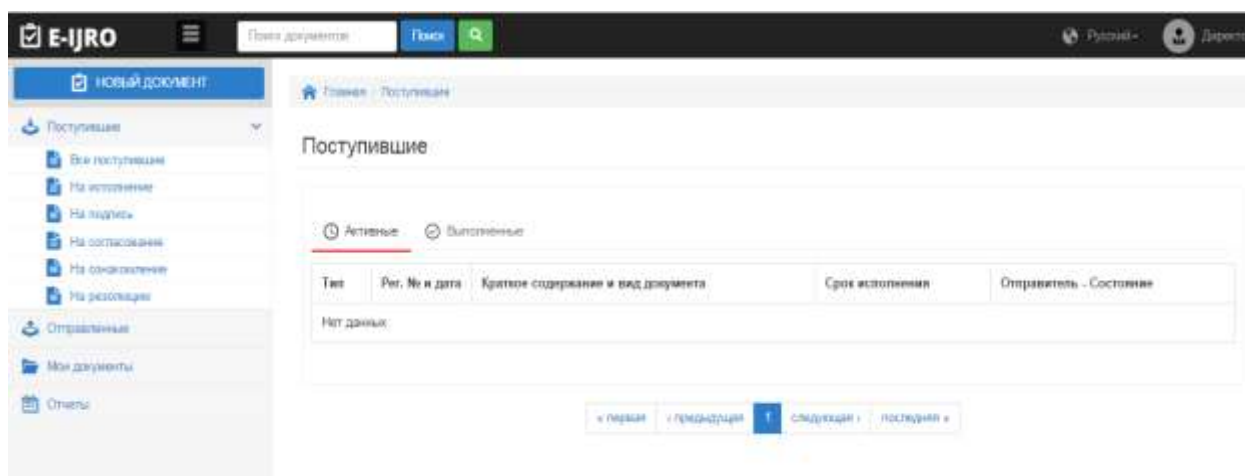 E-IJRO
Поиск документов
Поиск
Русский
НОВЫЙ ДОКУМЕНТ
Главная / Поступившие
Поступившие
Все поступившие
На исполнение
На подпись
На согласование
На ознакомление
На резолюцию
Отправленные
Мои документы
Отчеты
Поступившие
Активные
Выполненные
Тип
Рег. № и дата
Краткое содержание и вид документа
Срок исполнения
Отправитель - Состояние
Нет данных
« первая
‹ предыдущая
1
следующая ›
последняя »